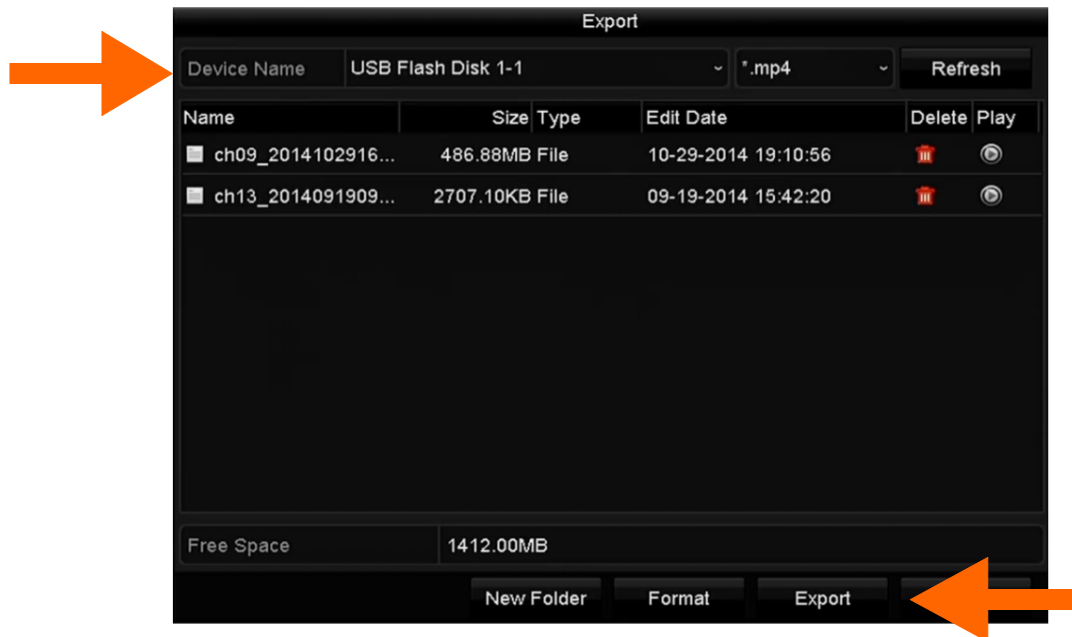 Export
Device Name USB Flash Disk 1-1 *.mp4 Refresh
Name Size Type Edit Date Delete Play
ch09_2014102916... 486.88MB File 10-29-2014 19:10:56
ch13_2014091909... 2707.10KB File 09-19-2014 15:42:20
Free Space 1412.00MB
New Folder Format Export